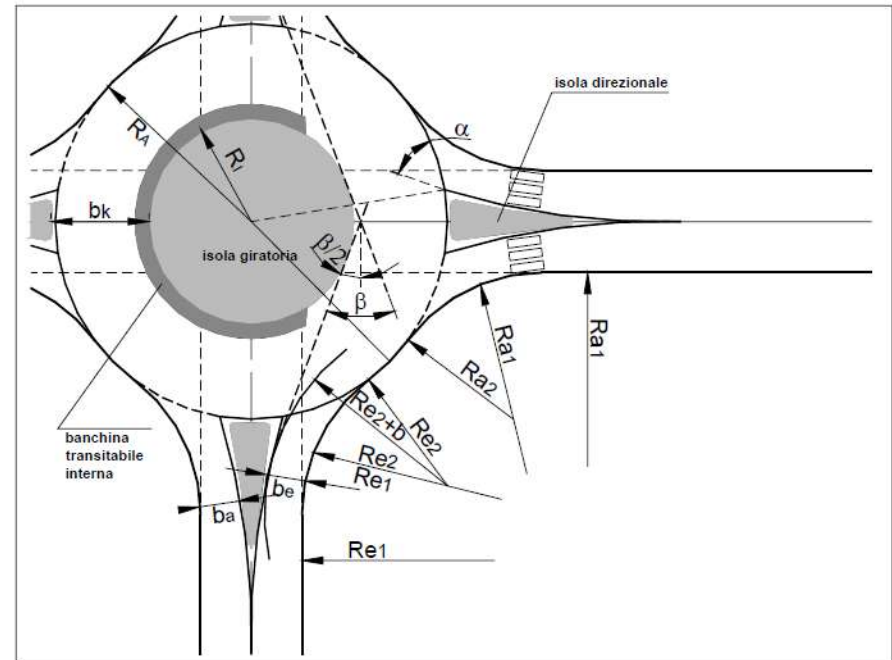 isola direzionale
α
RA
Ri
bk
isola giratoria
β/2
β
Ra1
Ra1
Ra2
Re2
Re2+b
Re2
Re1
be
ba
Re1
banchina
transitabile
interna